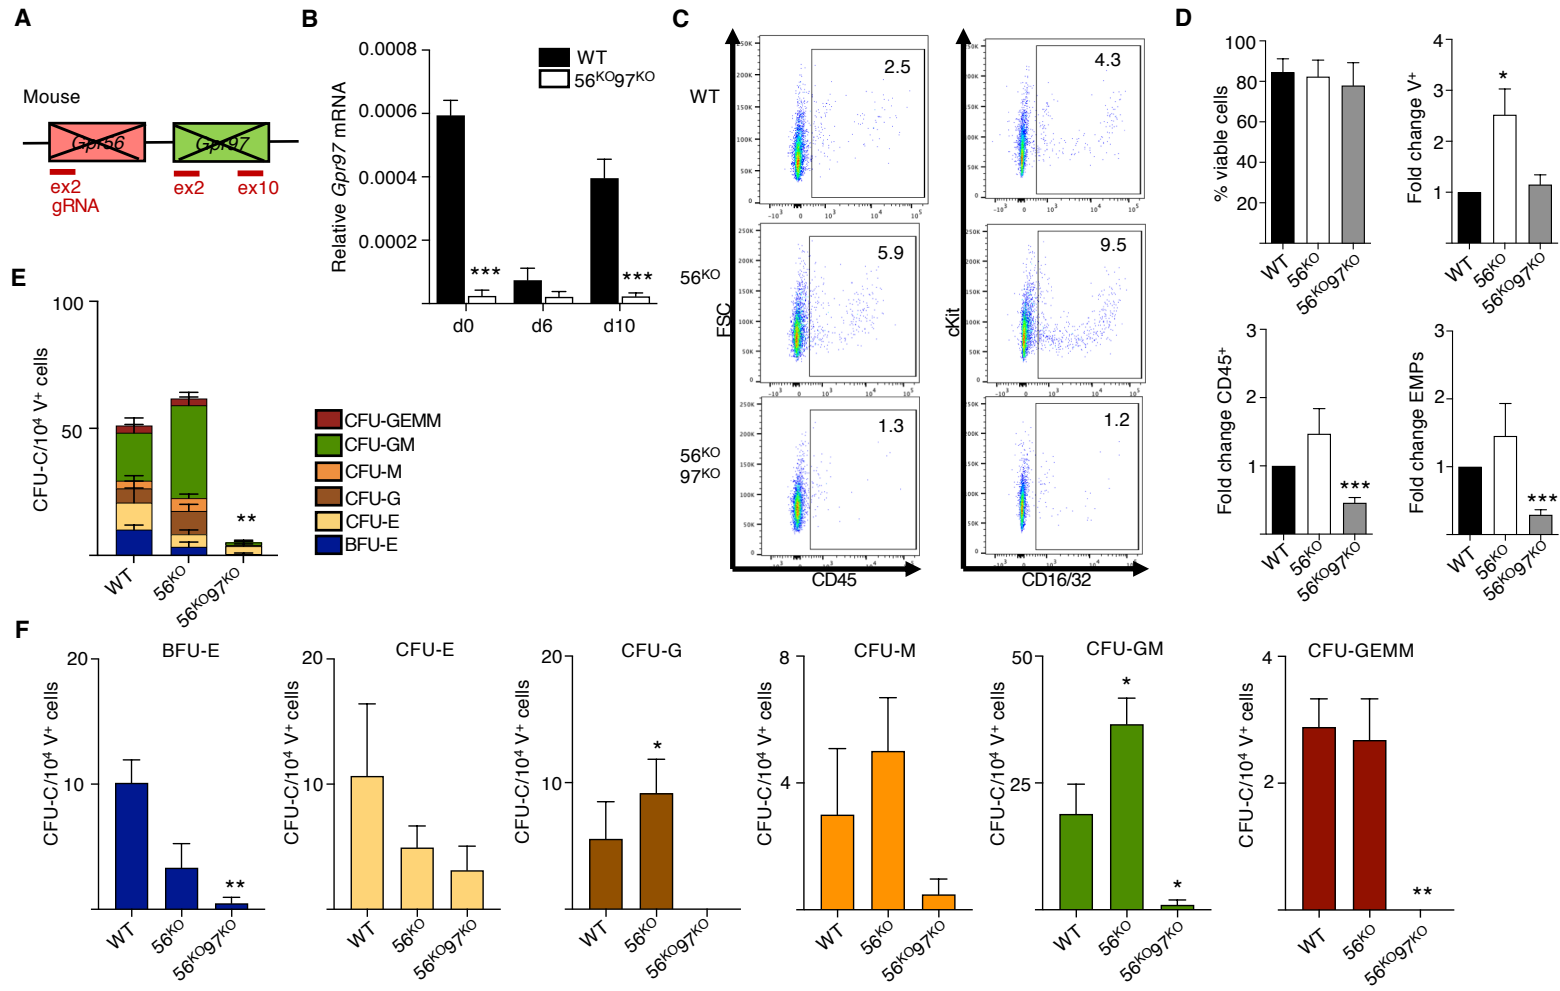 A
Mouse
Gpr56
Gpr97
ex2
gRNA
ex2
ex10
B
Relative Gpr97 mRNA
0.0008
0.0006
0.0004
0.0002
WT
56KO97KO
***
***
d0
d6
d10
C
WT
2.5
4.3
56KO
5.9
9.5
56KO
97KO
1.3
1.2
FSC
cKit
CD45
CD16/32
D
% viable cells
100
80
60
40
20
WT
56KO
56KO97KO
Fold change V+
4
3
2
1
*
WT
56KO
56KO97KO
Fold change CD45+
3
2
1
***
WT
56KO
56KO97KO
Fold change EMPs
3
2
1
***
WT
56KO
56KO97KO
E
CFU-C/10⁴ V+ cells
100
50
**
WT
56KO
56KO97KO
CFU-GEMM
CFU-GM
CFU-M
CFU-G
CFU-E
BFU-E
F
BFU-E
CFU-C/10⁴ V+ cells
20
10
**
WT
56KO
56KO97KO
CFU-E
CFU-C/10⁴ V+ cells
20
10
WT
56KO
56KO97KO
CFU-G
CFU-C/10⁴ V+ cells
20
10
*
WT
56KO
56KO97KO
CFU-M
CFU-C/10⁴ V+ cells
8
4
WT
56KO
56KO97KO
CFU-GM
CFU-C/10⁴ V+ cells
50
25
*
*
WT
56KO
56KO97KO
CFU-GEMM
CFU-C/10⁴ V+ cells
4
2
**
WT
56KO
56KO97KO